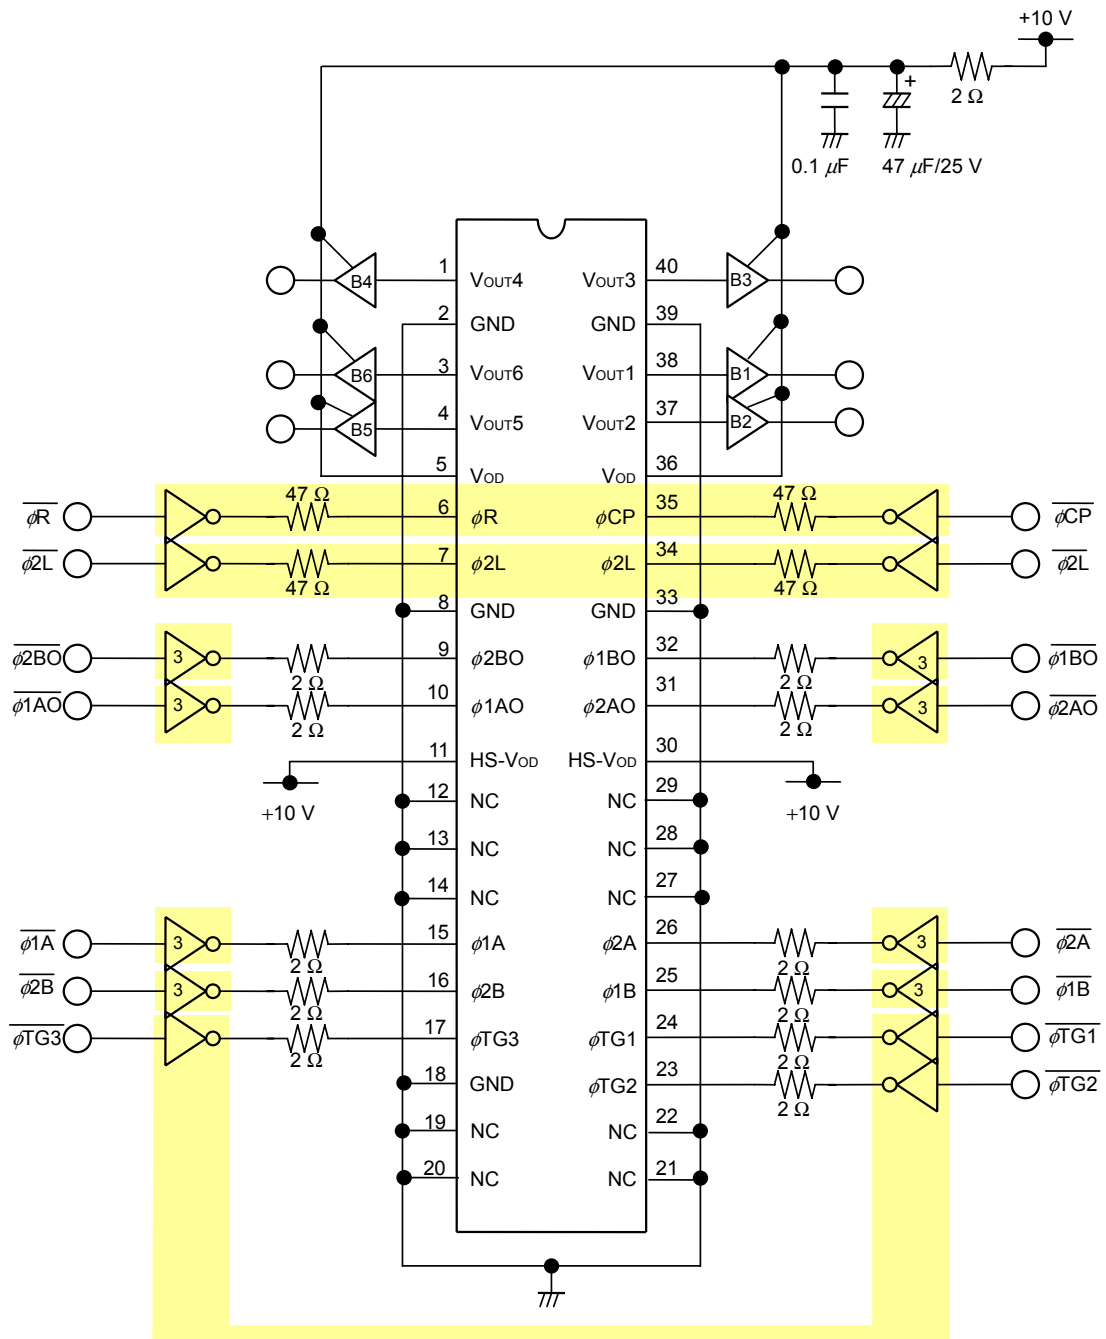 +10 V
2 Ω
+
0.1 μF 47 μF/25 V
B4 1 VOUT4 VOUT3 40 B3
2 GND GND 39
B6 3 VOUT6 VOUT1 38 B1
B5 4 VOUT5 VOUT2 37 B2
5 VOD VOD 36
47 Ω 47 Ω
φR 6 φR φCP 35 φCP
φ2L 7 φ2L φ2L 34 φ2L
47 Ω 47 Ω
8 GND GND 33
φ2BO 3 9 φ2BO φ1BO 32 3 φ1BO
2 Ω 2 Ω
φ1AO 3 10 φ1AO φ2AO 31 3 φ2AO
2 Ω 2 Ω
11 HS-VOD HS-VOD 30
+10 V +10 V
12 NC NC 29
13 NC NC 28
14 NC NC 27
φ1A 3 15 φ1A φ2A 26 3 φ2A
2 Ω 2 Ω
φ2B 3 16 φ2B φ1B 25 3 φ1B
2 Ω 2 Ω
φTG3 17 φTG3 φTG1 24 φTG1
2 Ω 2 Ω
18 GND φTG2 23 φTG2
2 Ω
19 NC NC 22
20 NC NC 21